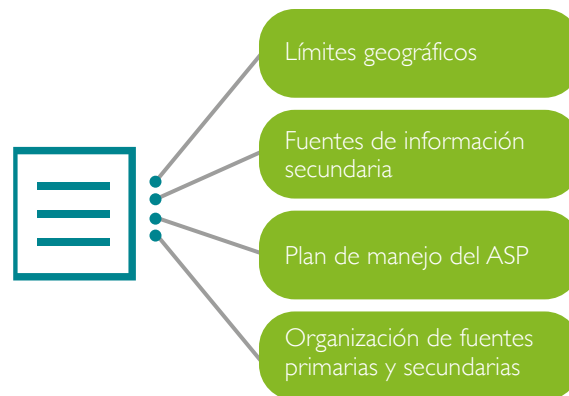 Límites geográficos
Fuentes de información
secundaria
Plan de manejo del ASP
Organización de fuentes
primarias y secundarias